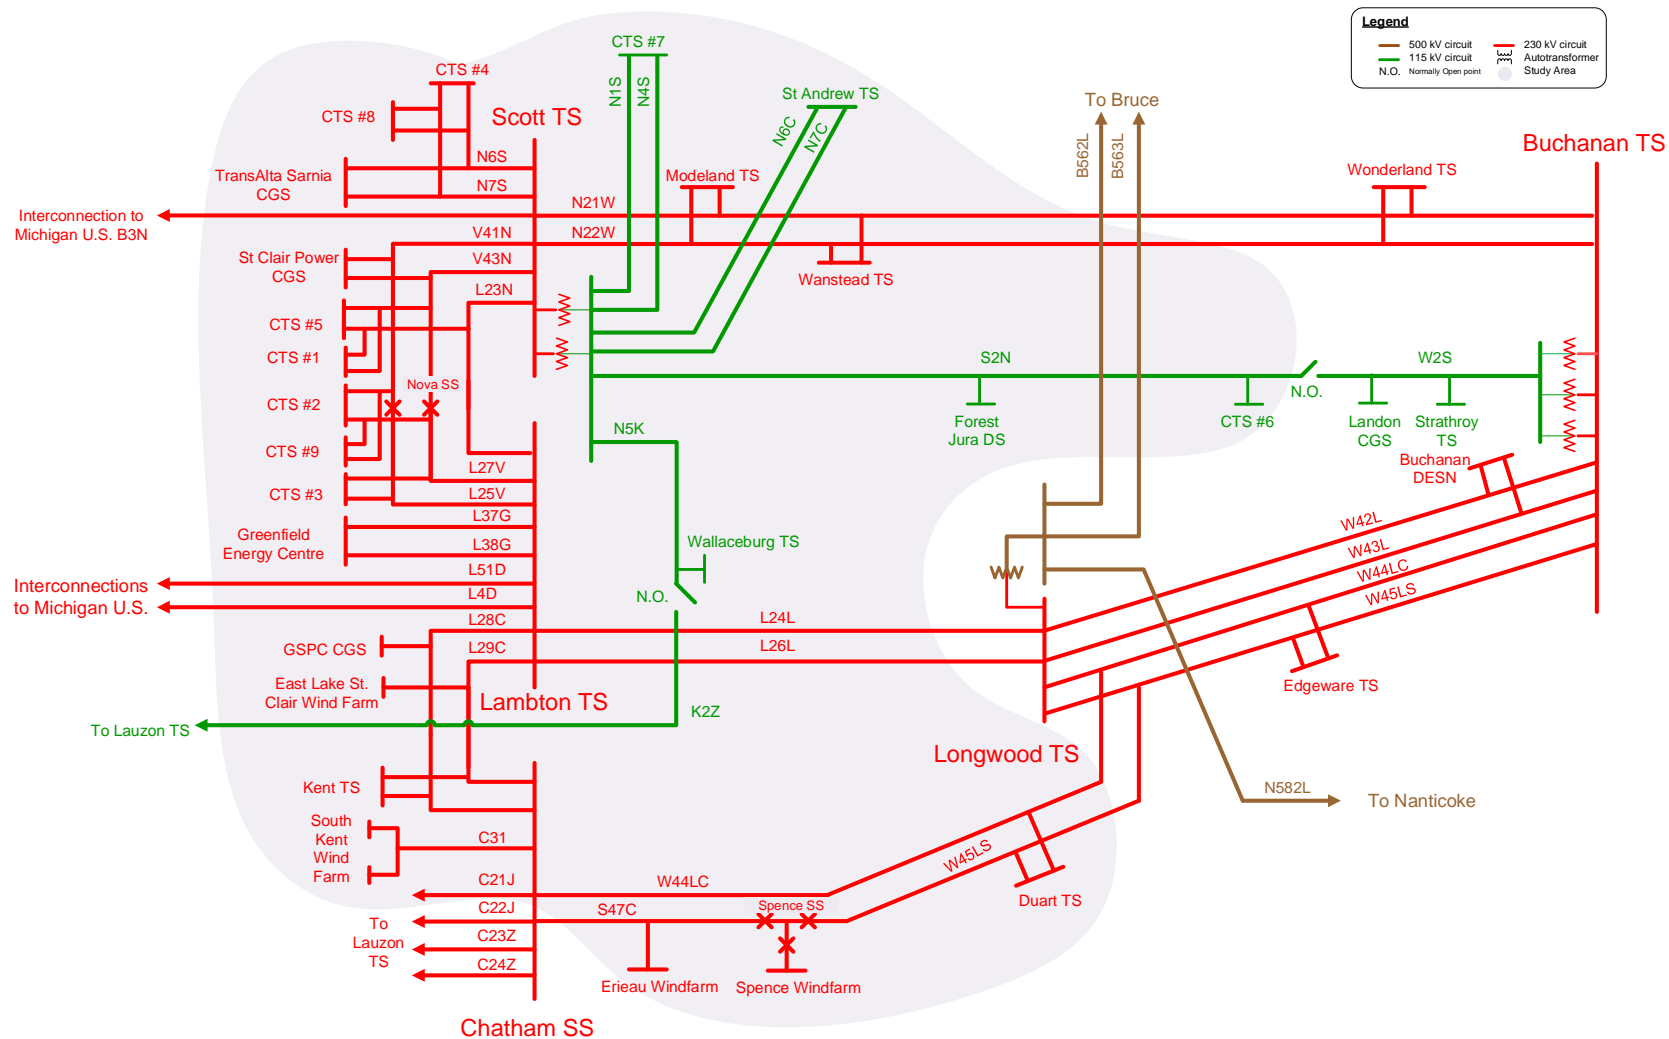 Legend
500 kV circuit
230 kV circuit
115 kV circuit
Autotransformer
N.O.
Normally Open point
Study Area
CTS #7
N1S
N4S
CTS #4
CTS #8
Scott TS
St Andrew TS
N6C
N7C
To Bruce
B562L
B563L
Buchanan TS
N6S
TransAlta Sarnia
CGS
N7S
Modeland TS
Wonderland TS
Interconnection to
Michigan U.S. B3N
N21W
V41N
N22W
St Clair Power
CGS
V43N
Wanstead TS
L23N
CTS #5
CTS #1
S2N
W2S
N.O.
Nova SS
CTS #2
Forest
Jura DS
CTS #6
Landon
CGS
Strathroy
TS
N5K
CTS #9
Buchanan
DESN
L27V
CTS #3
L25V
L37G
W42L
Greenfield
Energy Centre
L38G
W43L
Wallaceburg TS
L51D
W44LC
Interconnections
to Michigan U.S.
L4D
N.O.
W45LS
L28C
L24L
GSPC CGS
L29C
L26L
East Lake St.
Clair Wind Farm
Edgeware TS
Lambton TS
K2Z
To Lauzon TS
Longwood TS
Kent TS
N582L
To Nanticoke
South
Kent
Wind
Farm
C31
W45LS
C21J
W44LC
Duart TS
C22J
S47C
Spence SS
To
Lauzon
TS
C23Z
C24Z
Erieau Windfarm
Spence Windfarm
Chatham SS